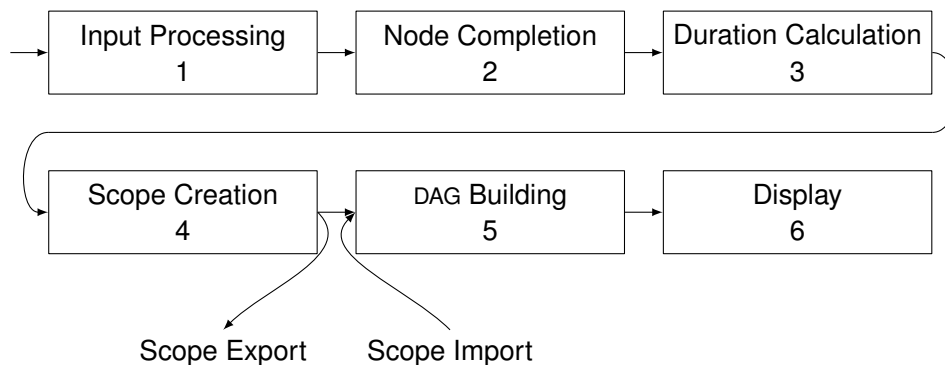 Input Processing
1
Node Completion
2
Duration Calculation
3
Scope Creation
4
DAG Building
5
Display
6
Scope Export
Scope Import